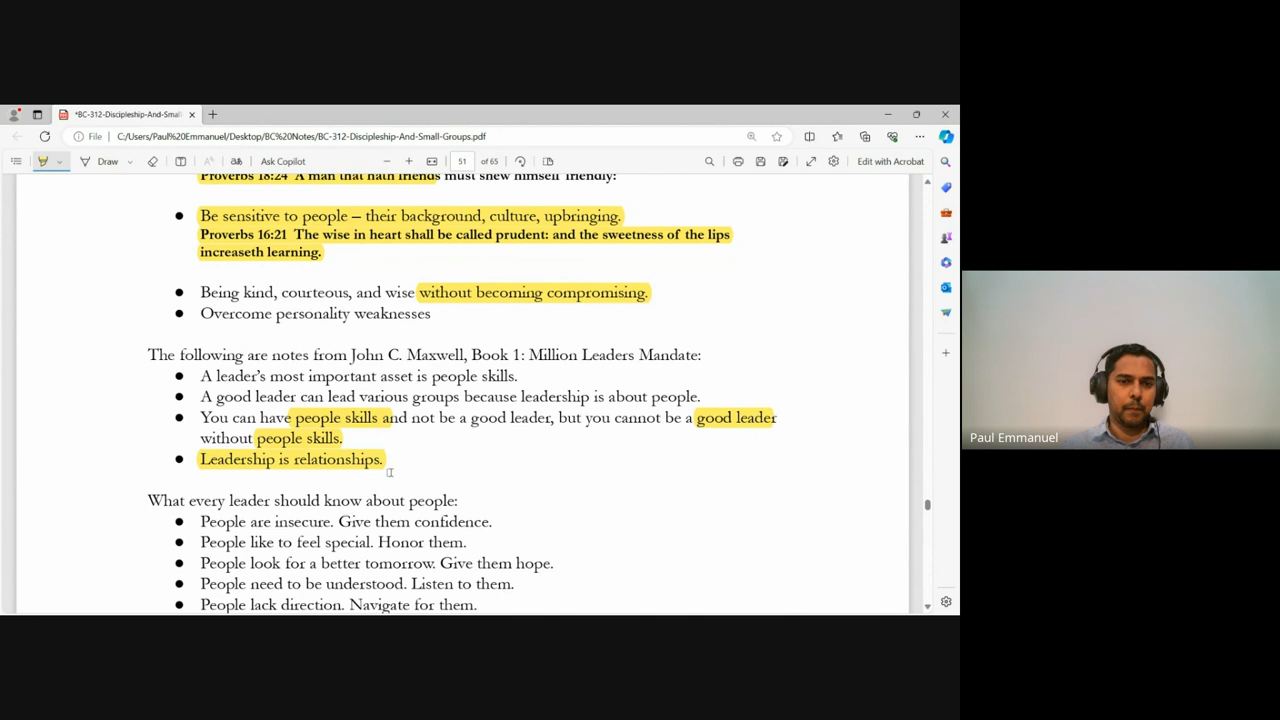 *BC-312-Discipleship-And-Smal
File
C:/Users/Paul%20Emmanuel/Desktop/BC%20Notes/BC-312-Discipleship-And-Small-Groups.pdf
Draw
Ask Copilot
51 of 65
Edit with Acrobat
Proverbs 18:24 A man that hath friends must shew himself friendly:
● Be sensitive to people – their background, culture, upbringing.
Proverbs 16:21 The wise in heart shall be called prudent: and the sweetness of the lips
increaseth learning.
● Being kind, courteous, and wise without becoming compromising.
● Overcome personality weaknesses
The following are notes from John C. Maxwell, Book 1: Million Leaders Mandate:
● A leader’s most important asset is people skills.
● A good leader can lead various groups because leadership is about people.
● You can have people skills and not be a good leader, but you cannot be a good leader
without people skills.
● Leadership is relationships.
What every leader should know about people:
● People are insecure. Give them confidence.
● People like to feel special. Honor them.
● People look for a better tomorrow. Give them hope.
● People need to be understood. Listen to them.
● People lack direction. Navigate for them.
Paul Emmanuel